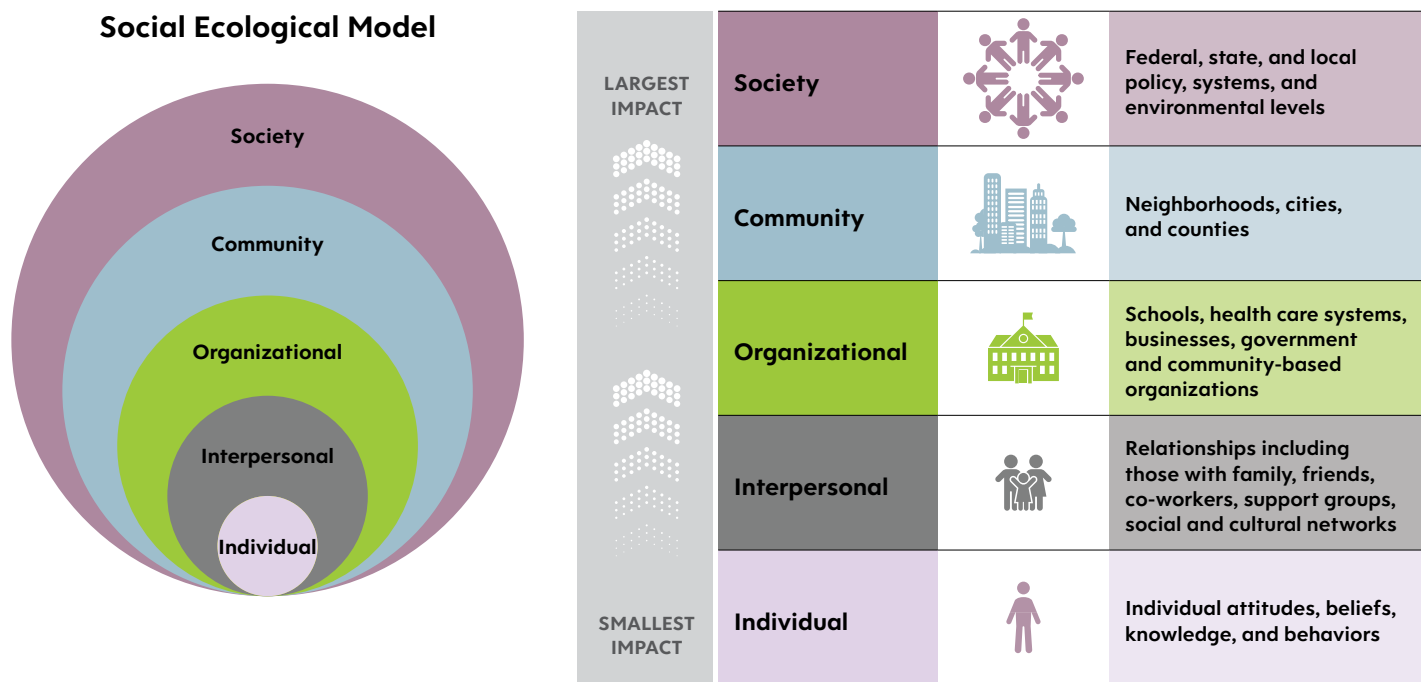 Social Ecological Model
Society
Community
Organizational
Interpersonal
Individual
LARGEST
IMPACT
SMALLEST
IMPACT
Society
Federal, state, and local
policy, systems, and
environmental levels
Community
Neighborhoods, cities,
and counties
Organizational
Schools, health care systems,
businesses, government
and community-based
organizations
Interpersonal
Relationships including
those with family, friends,
co-workers, support groups,
social and cultural networks
Individual
Individual attitudes, beliefs,
knowledge, and behaviors